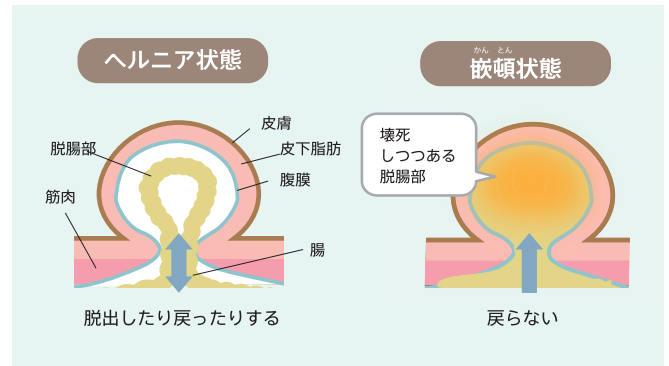 ヘルニア状態
皮膚
脱腸部
皮下脂肪
腹膜
筋肉
腸
脱出したり戻ったりする
かん とん
嵌頓状態
壊死
しつつある
脱腸部
戻らない